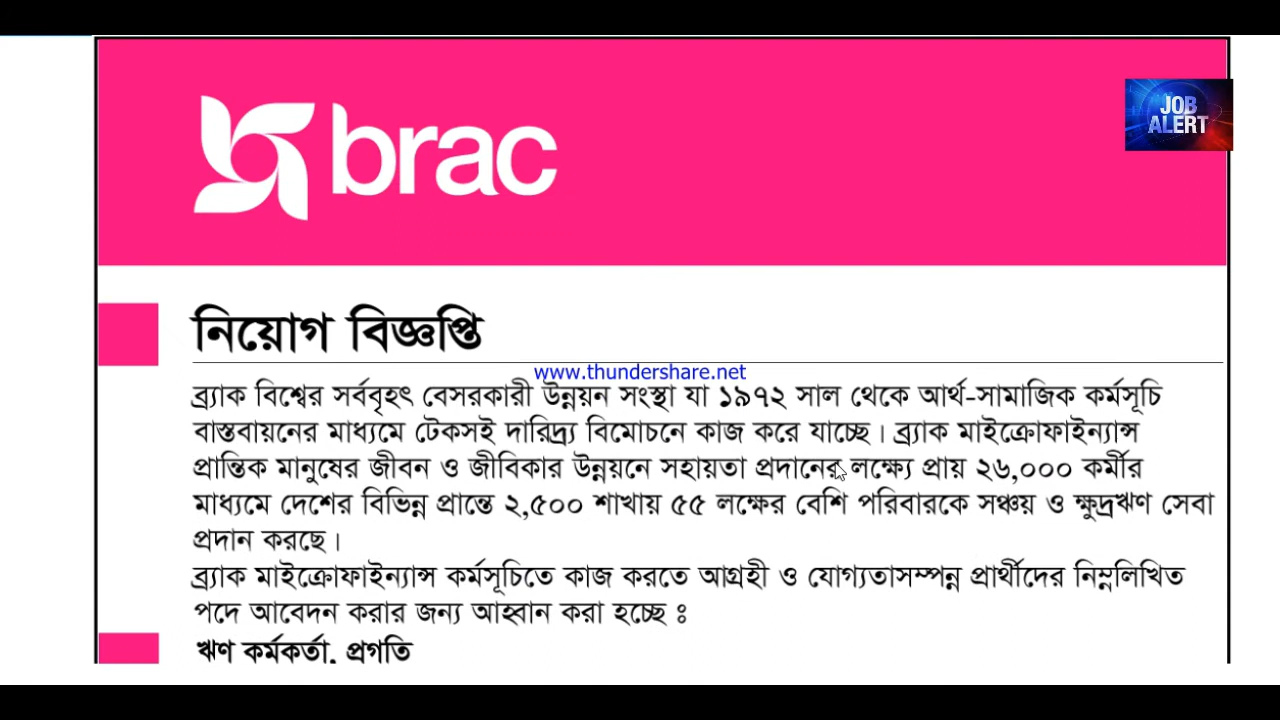 brac
JOB
ALERT
নিয়োগ বিজ্ঞপ্তি
www.thundershare.net
ব্র্যাক বিশ্বের সর্ববৃহৎ বেসরকারী উন্নয়ন সংস্থা যা ১৯৭২ সাল থেকে আর্থ-সামাজিক কর্মসূচি
বাস্তবায়নের মাধ্যমে টেকসই দারিদ্র্য বিমোচনে কাজ করে যাচ্ছে। ব্র্যাক মাইক্রোফাইন্যান্স
প্রান্তিক মানুষের জীবন ও জীবিকার উন্নয়নে সহায়তা প্রদানের লক্ষ্যে প্রায় ২৬,০০০ কর্মীর
মাধ্যমে দেশের বিভিন্ন প্রান্তে ২,৫০০ শাখায় ৫৫ লক্ষের বেশি পরিবারকে সঞ্চয় ও ক্ষুদ্রঋণ সেবা
প্রদান করছে।
ব্র্যাক মাইক্রোফাইন্যান্স কর্মসূচিতে কাজ করতে আগ্রহী ও যোগ্যতাসম্পন্ন প্রার্থীদের নিম্নলিখিত
পদে আবেদন করার জন্য আহ্বান করা হচ্ছে ঃ
ঋণ কর্মকর্তা, প্রগতি